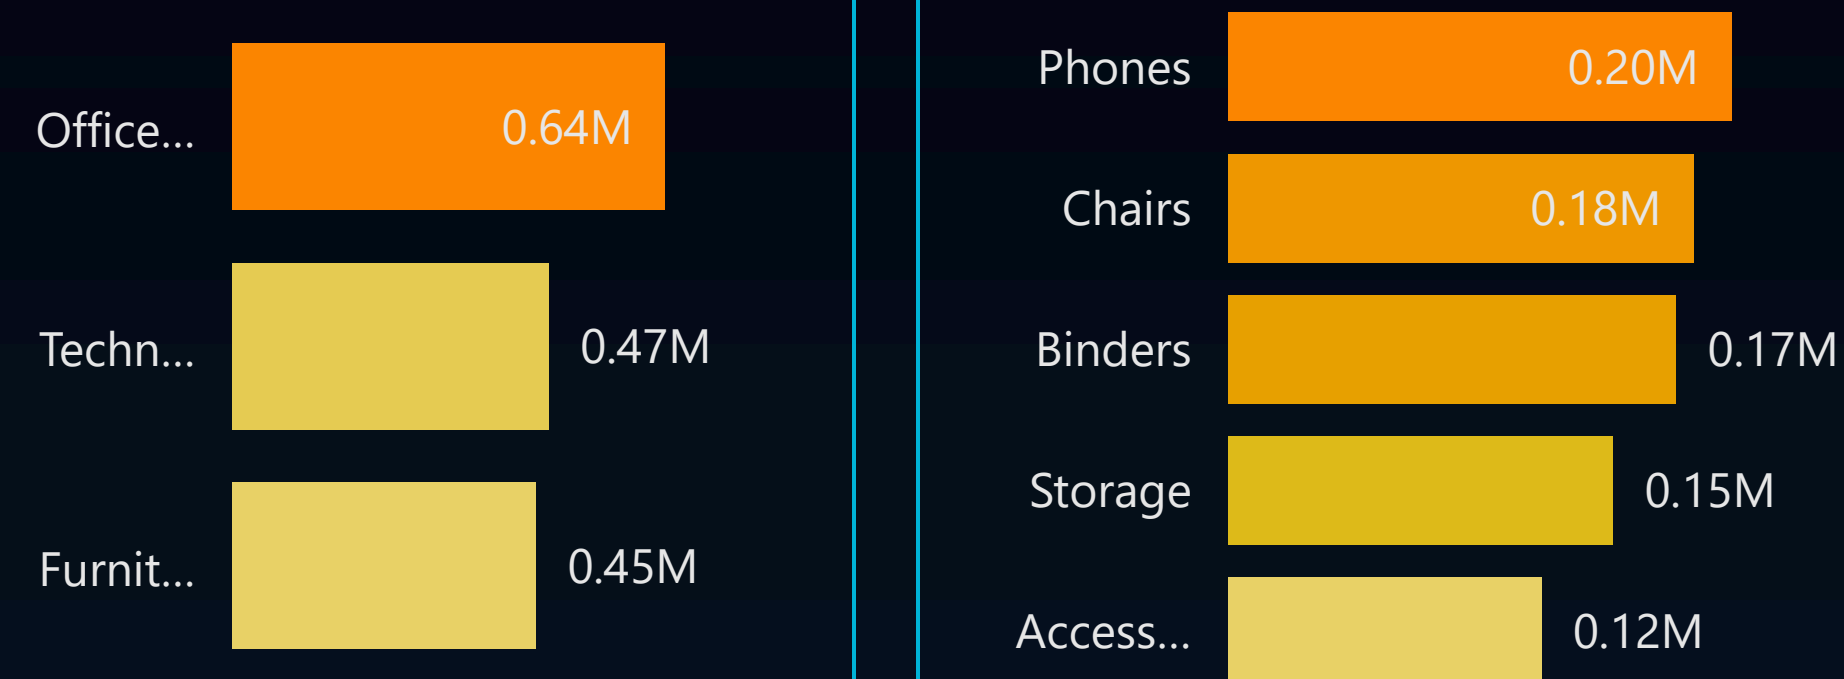 Office...
0.64M
Techn...
0.47M
Furnit...
0.45M
Phones
0.20M
Chairs
0.18M
Binders
0.17M
Storage
0.15M
Access...
0.12M